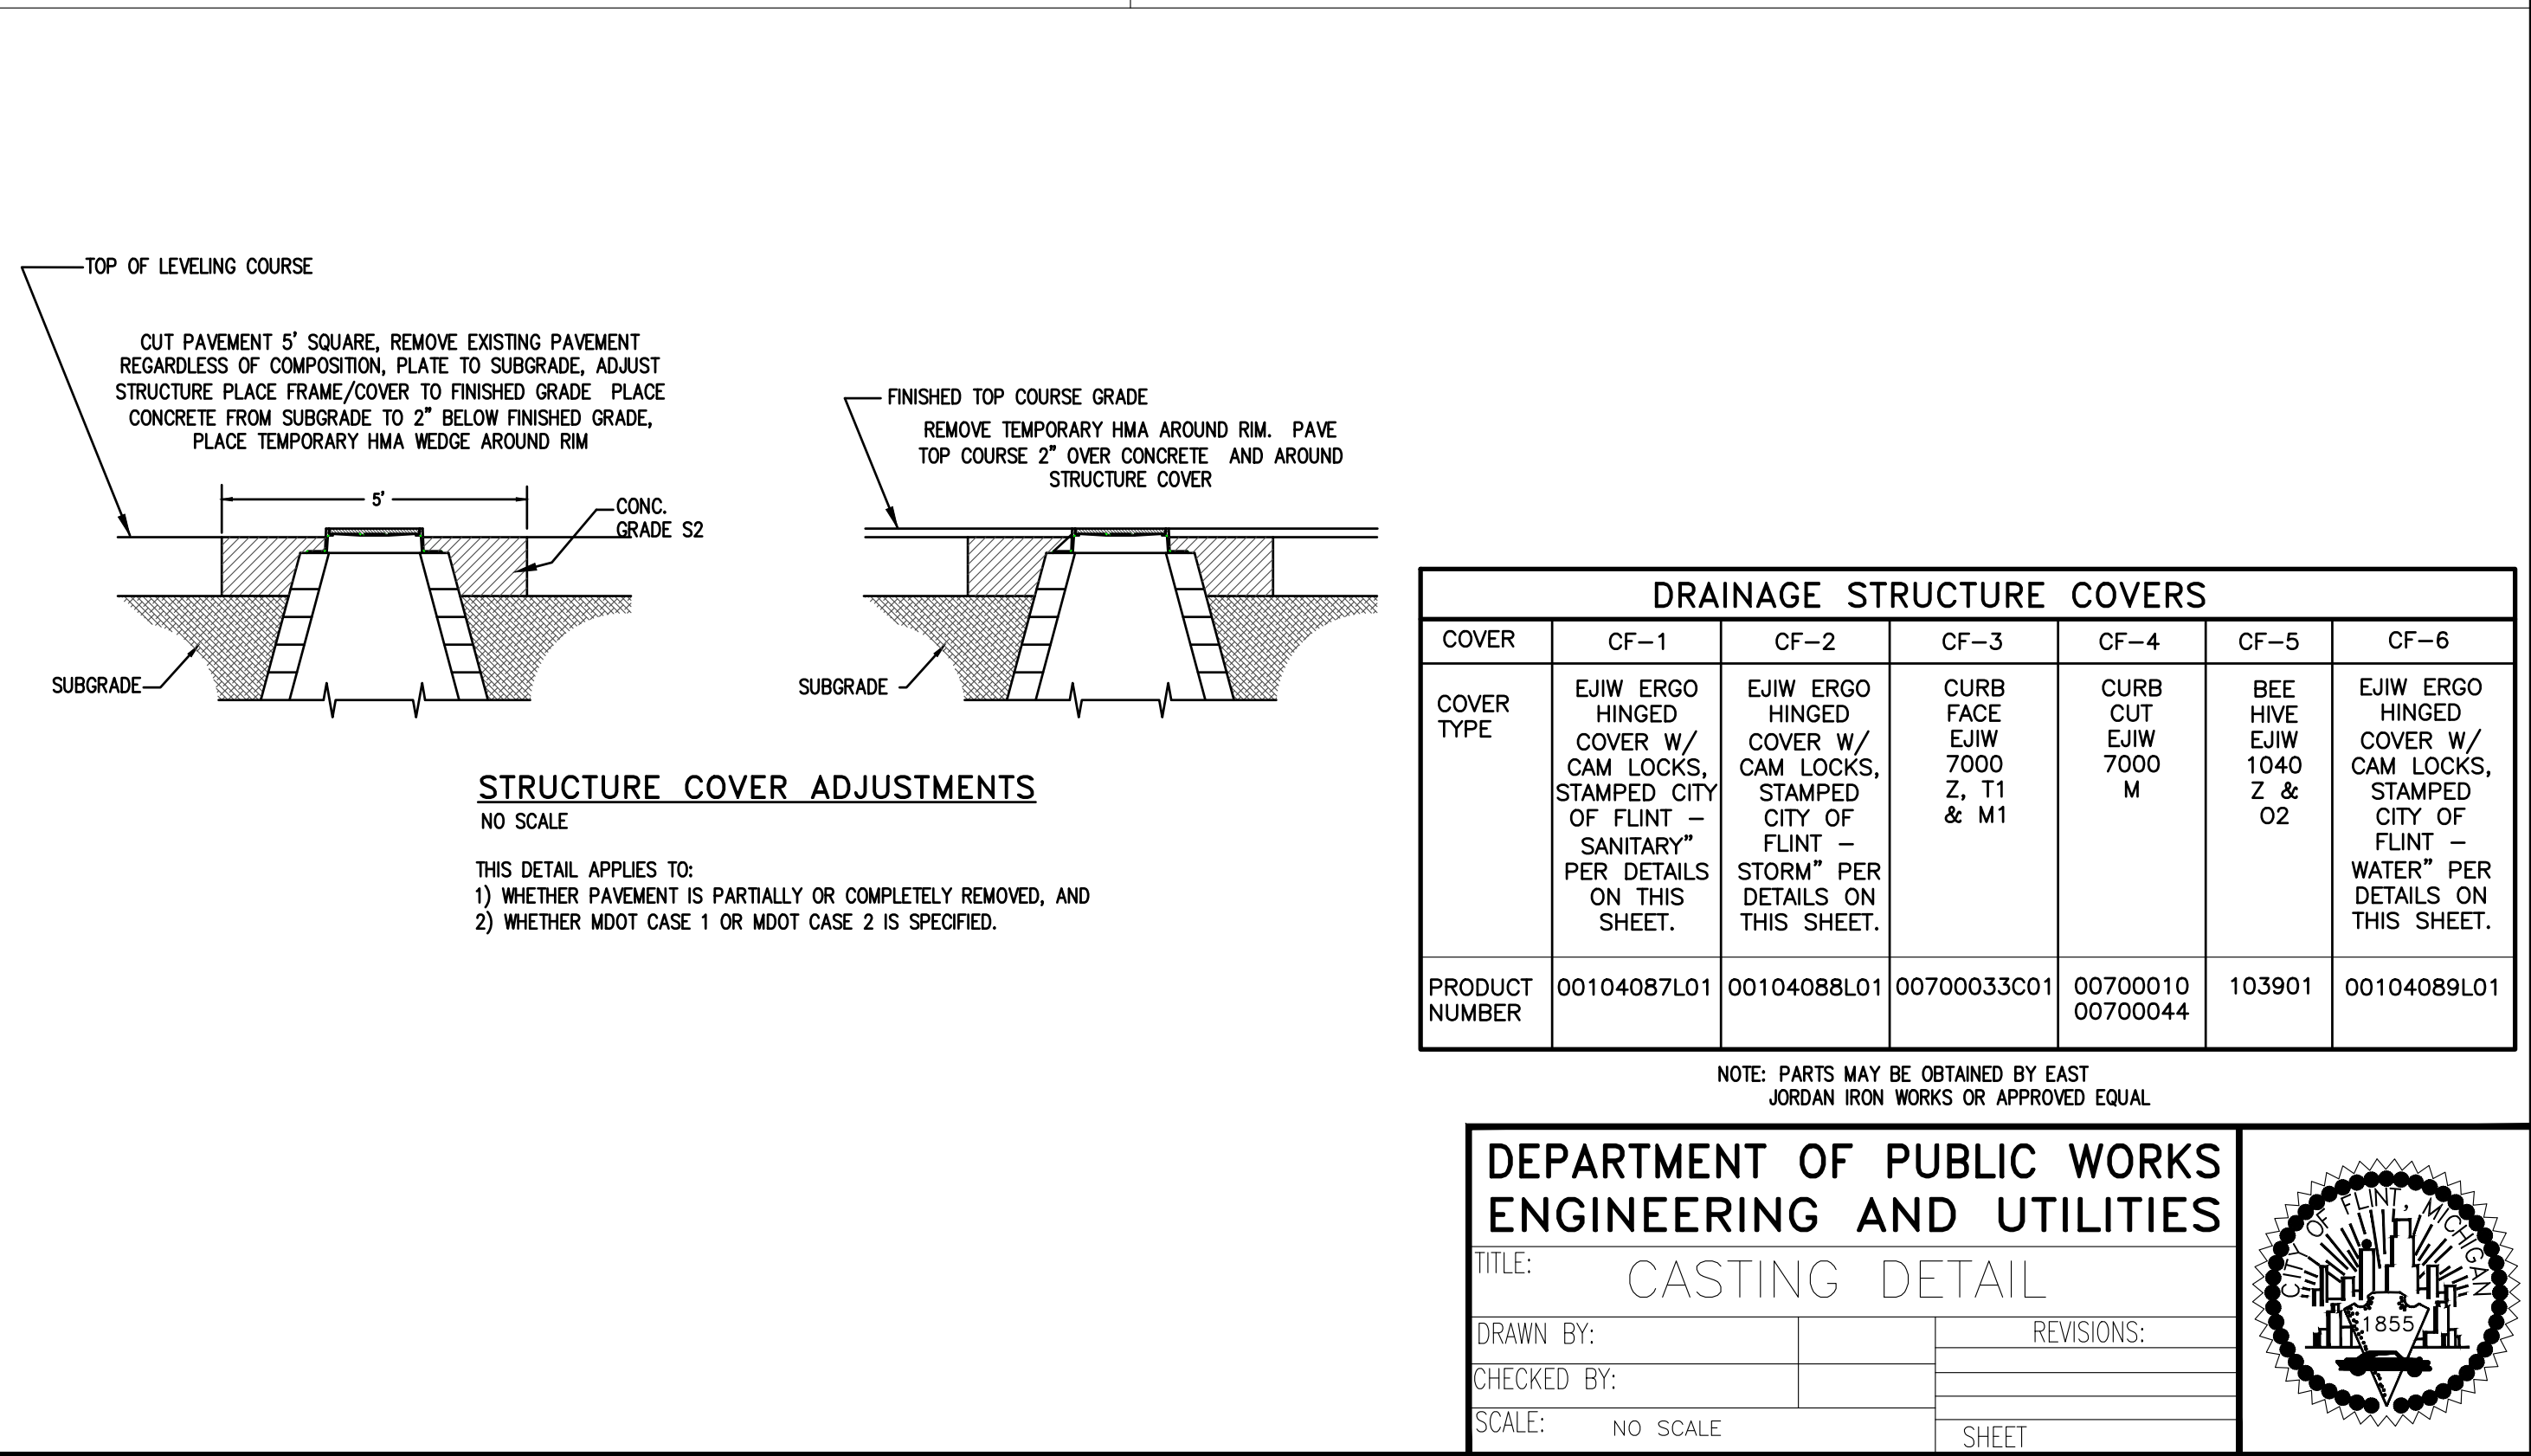 TOP OF LEVELING COURSE
CUT PAVEMENT 5' SQUARE, REMOVE EXISTING PAVEMENT
REGARDLESS OF COMPOSITION, PLATE TO SUBGRADE, ADJUST
STRUCTURE PLACE FRAME/COVER TO FINISHED GRADE  PLACE
CONCRETE FROM SUBGRADE TO 2" BELOW FINISHED GRADE,
PLACE TEMPORARY HMA WEDGE AROUND RIM
5'
CONC.
GRADE S2
SUBGRADE
FINISHED TOP COURSE GRADE
REMOVE TEMPORARY HMA AROUND RIM.  PAVE
TOP COURSE 2" OVER CONCRETE  AND AROUND
STRUCTURE COVER
SUBGRADE
STRUCTURE COVER ADJUSTMENTS
NO SCALE
THIS DETAIL APPLIES TO:
1) WHETHER PAVEMENT IS PARTIALLY OR COMPLETELY REMOVED, AND
2) WHETHER MDOT CASE 1 OR MDOT CASE 2 IS SPECIFIED.
DRAINAGE STRUCTURE COVERS
COVER
CF-1
CF-2
CF-3
CF-4
CF-5
CF-6
COVER
TYPE
EJIW ERGO
HINGED
COVER W/
CAM LOCKS,
STAMPED CITY
OF FLINT -
SANITARY"
PER DETAILS
ON THIS
SHEET.
EJIW ERGO
HINGED
COVER W/
CAM LOCKS,
STAMPED
CITY OF
FLINT -
STORM" PER
DETAILS ON
THIS SHEET.
CURB
FACE
EJIW
7000
Z, T1
& M1
CURB
CUT
EJIW
7000
M
BEE
HIVE
EJIW
1040
Z &
O2
EJIW ERGO
HINGED
COVER W/
CAM LOCKS,
STAMPED
CITY OF
FLINT -
WATER" PER
DETAILS ON
THIS SHEET.
PRODUCT
NUMBER
00104087L01
00104088L01
00700033C01
00700010
00700044
103901
00104089L01
NOTE: PARTS MAY BE OBTAINED BY EAST
JORDAN IRON WORKS OR APPROVED EQUAL
DEPARTMENT OF PUBLIC WORKS
ENGINEERING AND UTILITIES
TITLE:
CASTING DETAIL
DRAWN BY:
REVISIONS:
CHECKED BY:
SCALE:
NO SCALE
SHEET
CITY OF FLINT, MICHIGAN
1855